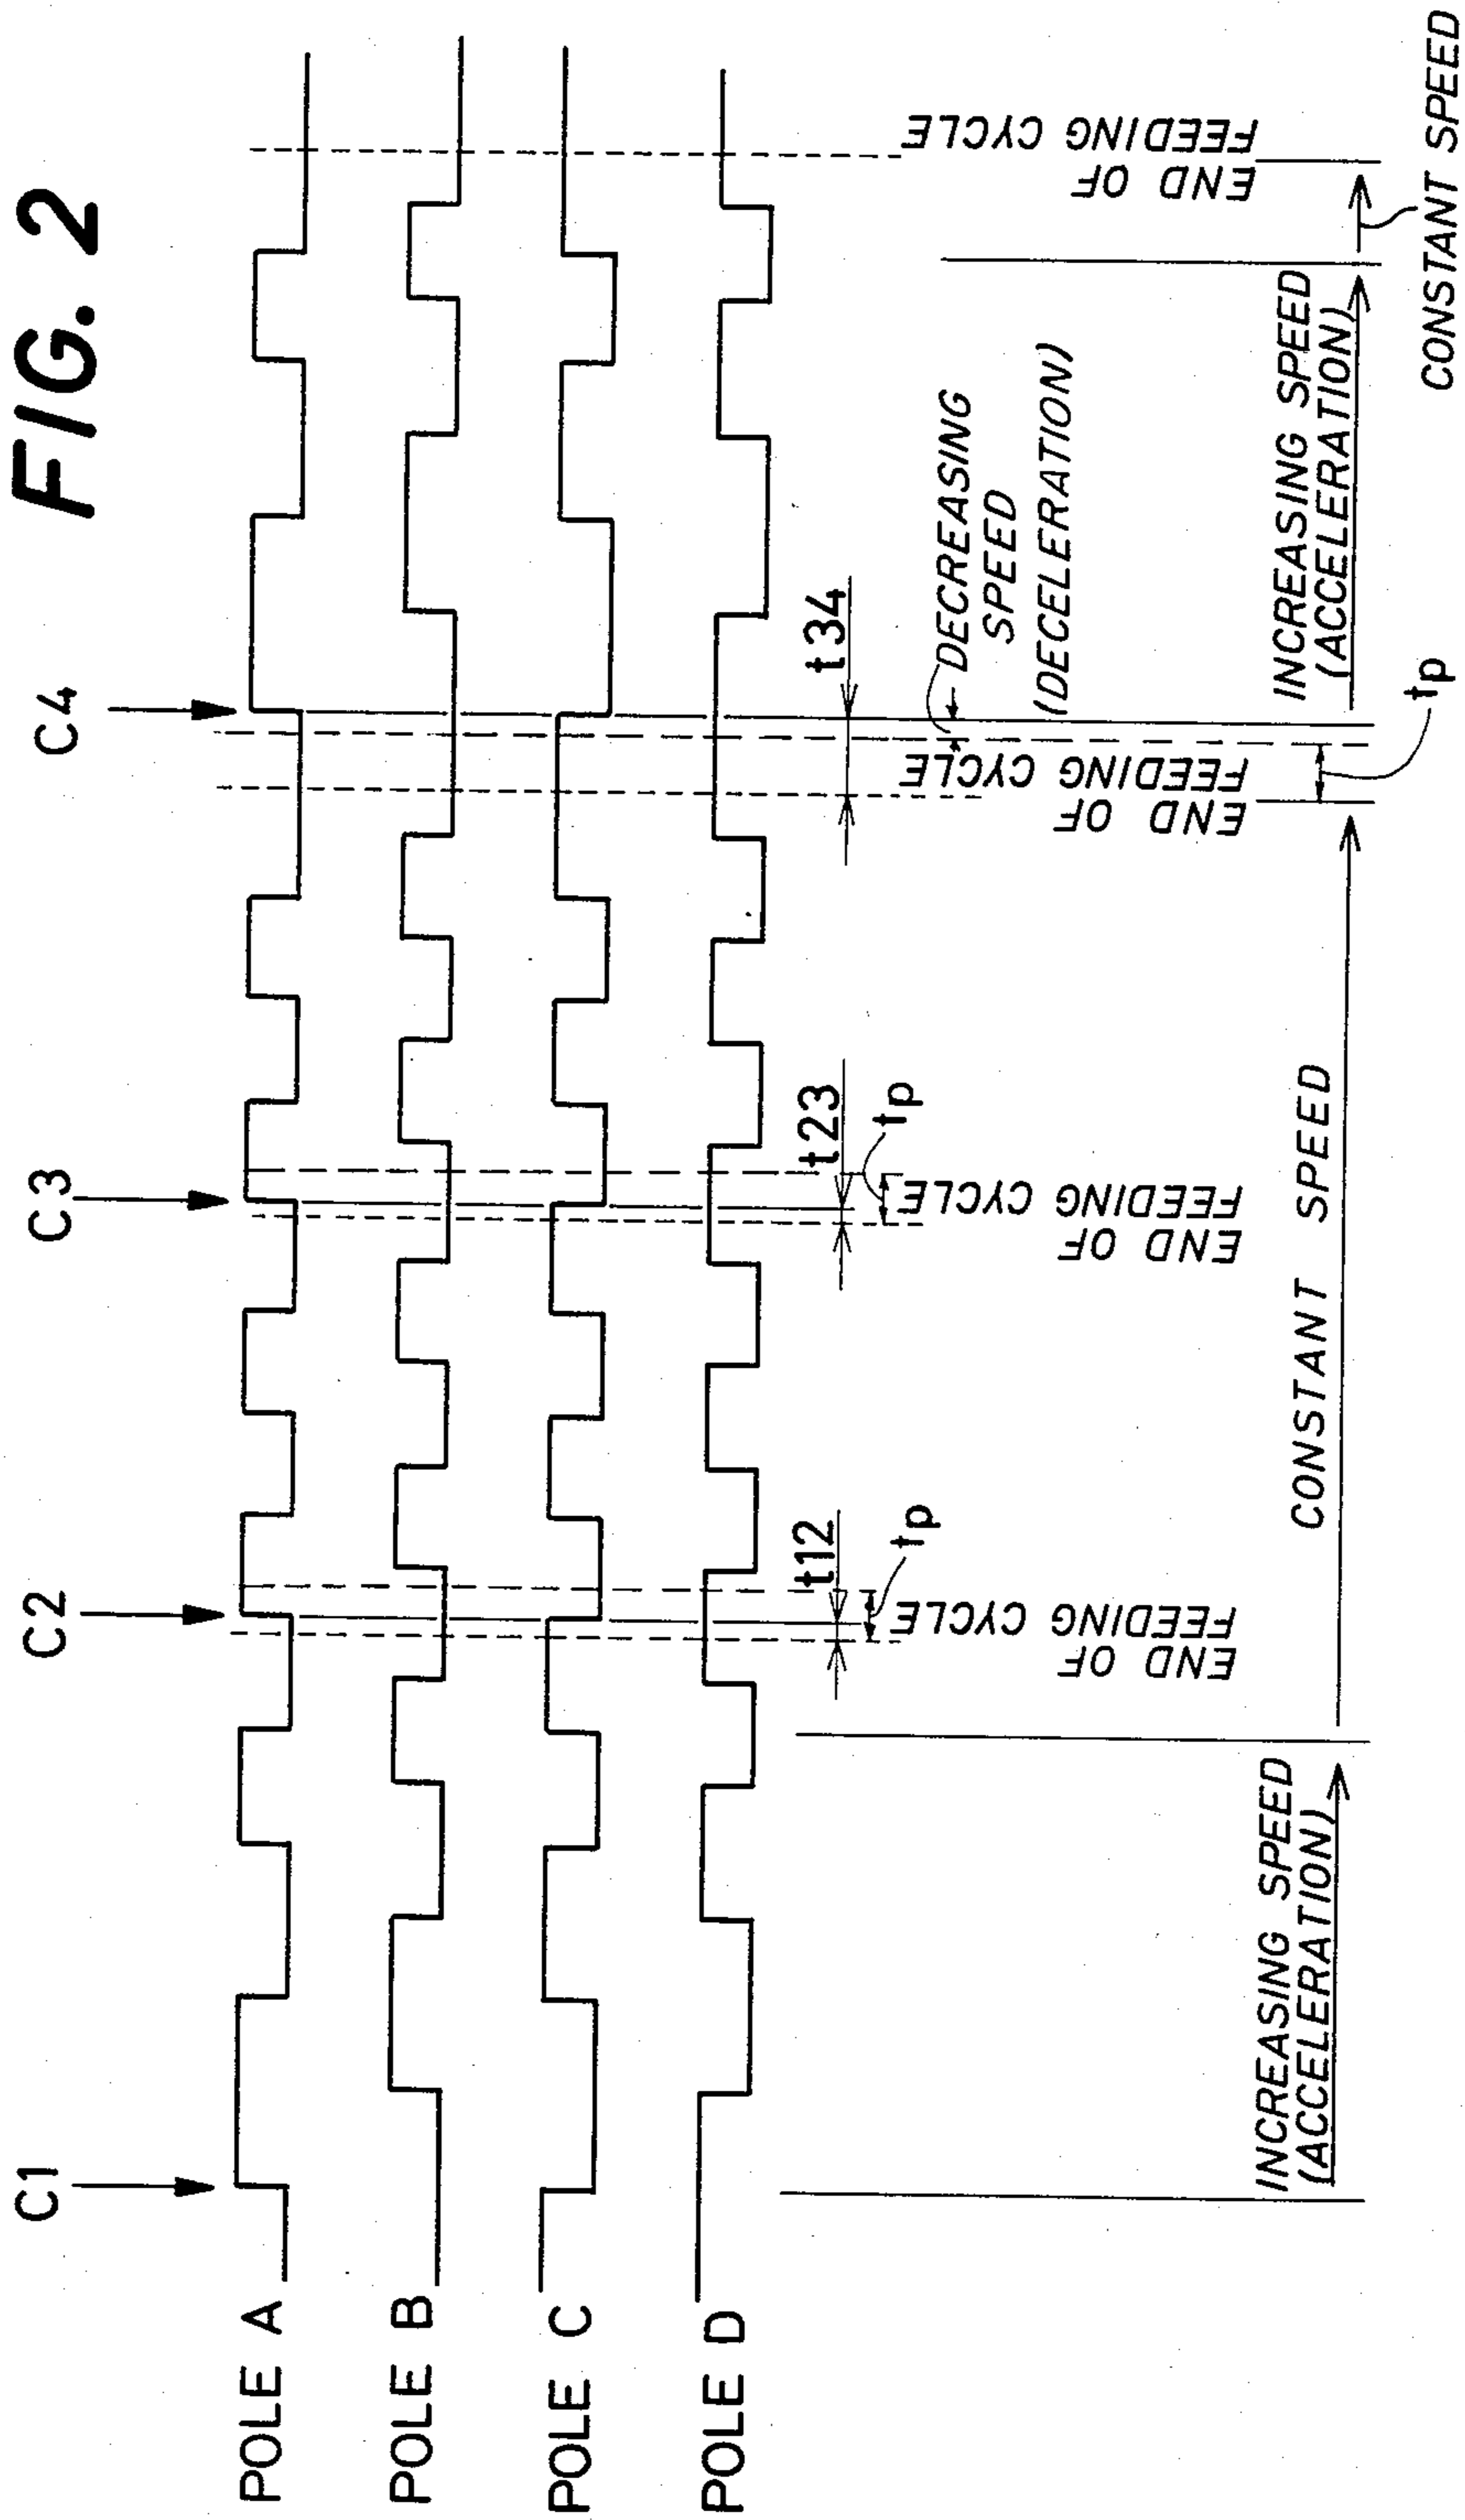 FIG. 2
C1
C2
C3
C4
POLE A
POLE B
POLE C
POLE D
t12
tp
t23
tp
t34
DECREASING
SPEED
(DECELERATION)
END OF
FEEDING CYCLE
END OF
FEEDING CYCLE
END OF
FEEDING CYCLE
END OF
FEEDING CYCLE
INCREASING SPEED
(ACCELERATION)
CONSTANT SPEED
tp
INCREASING SPEED
(ACCELERATION)
CONSTANT SPEED